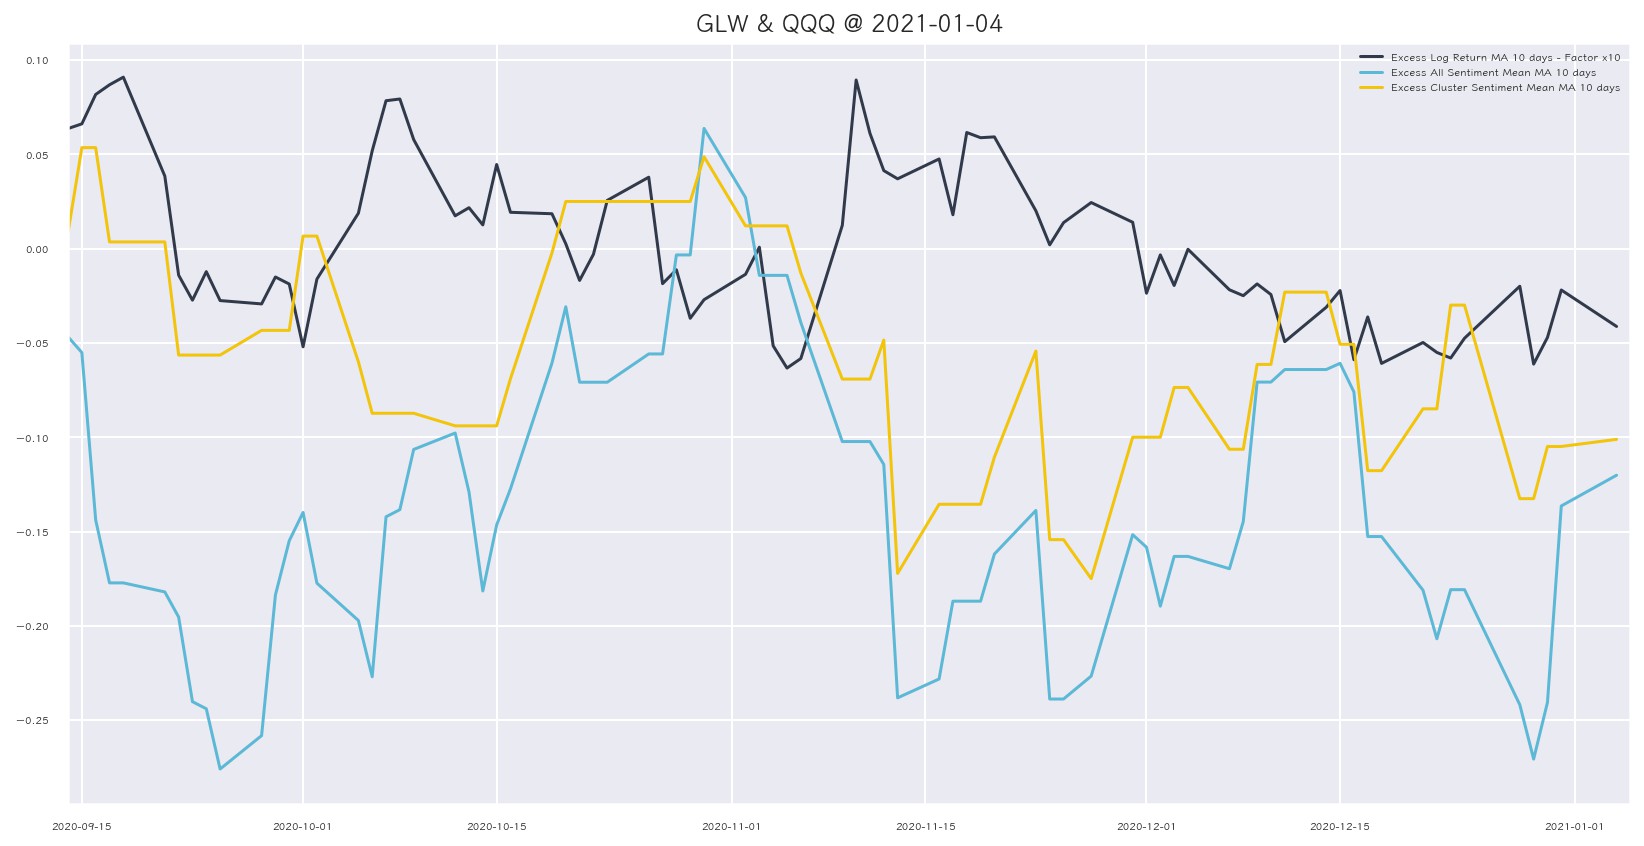 GLW & QQQ @ 2021-01-04
Excess Log Return MA 10 days - Factor x10
Excess All Sentiment Mean MA 10 days
Excess Cluster Sentiment Mean MA 10 days
0.10
0.05
0.00
−0.05
−0.10
−0.15
−0.20
−0.25
2020-09-15 2020-10-01 2020-10-15 2020-11-01 2020-11-15 2020-12-01 2020-12-15 2021-01-01